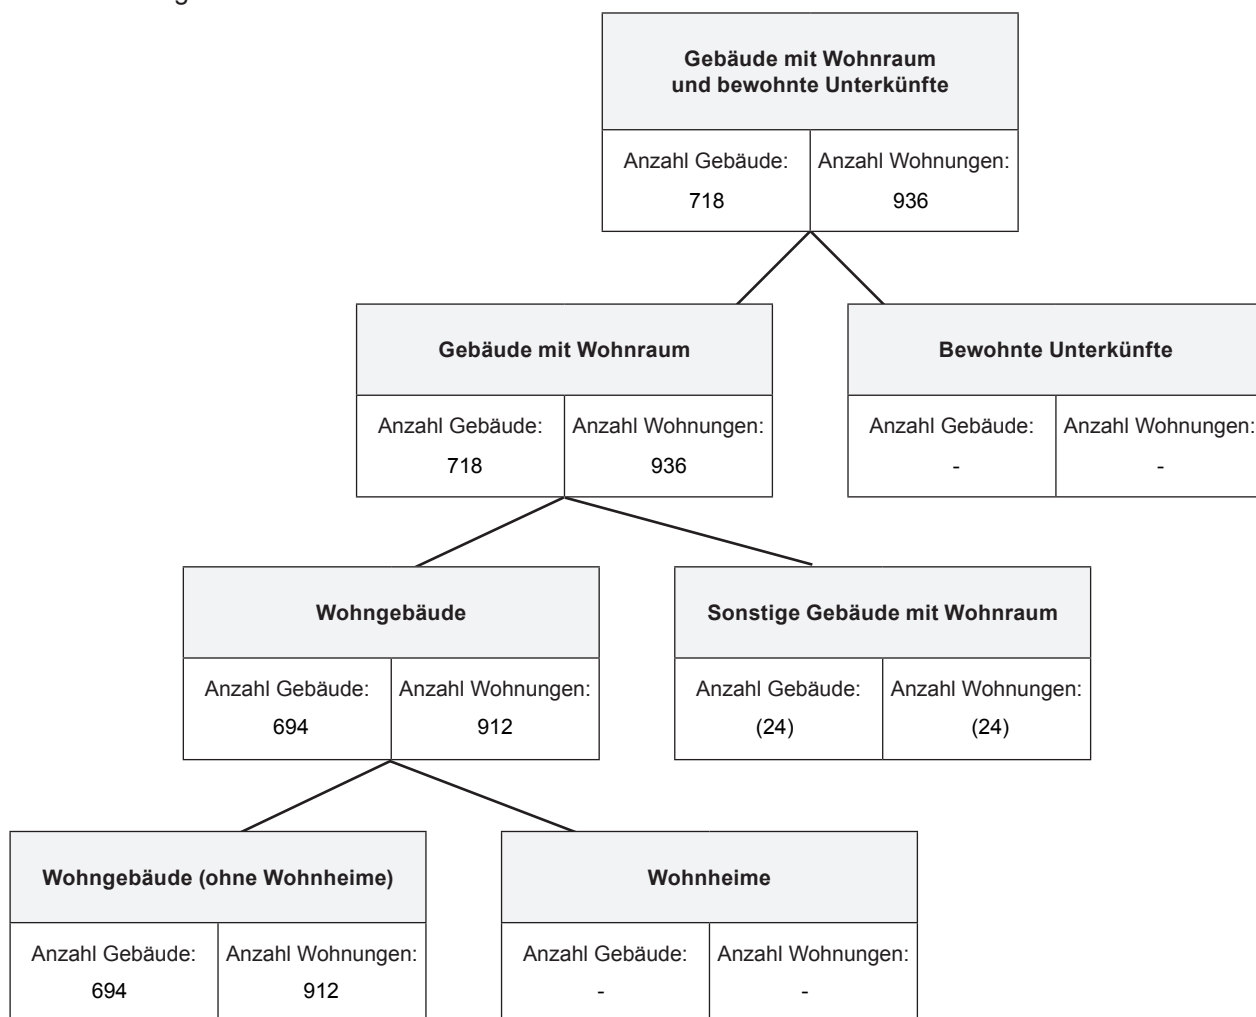 Gebäude mit Wohnraum
und bewohnte Unterkünfte
Anzahl Gebäude: Anzahl Wohnungen:
718 936
Gebäude mit Wohnraum
Anzahl Gebäude: Anzahl Wohnungen:
718 936
Bewohnte Unterkünfte
Anzahl Gebäude: Anzahl Wohnungen:
- -
Wohngebäude
Anzahl Gebäude: Anzahl Wohnungen:
694 912
Sonstige Gebäude mit Wohnraum
Anzahl Gebäude: Anzahl Wohnungen:
(24) (24)
Wohngebäude (ohne Wohnheime)
Anzahl Gebäude: Anzahl Wohnungen:
694 912
Wohnheime
Anzahl Gebäude: Anzahl Wohnungen:
- -